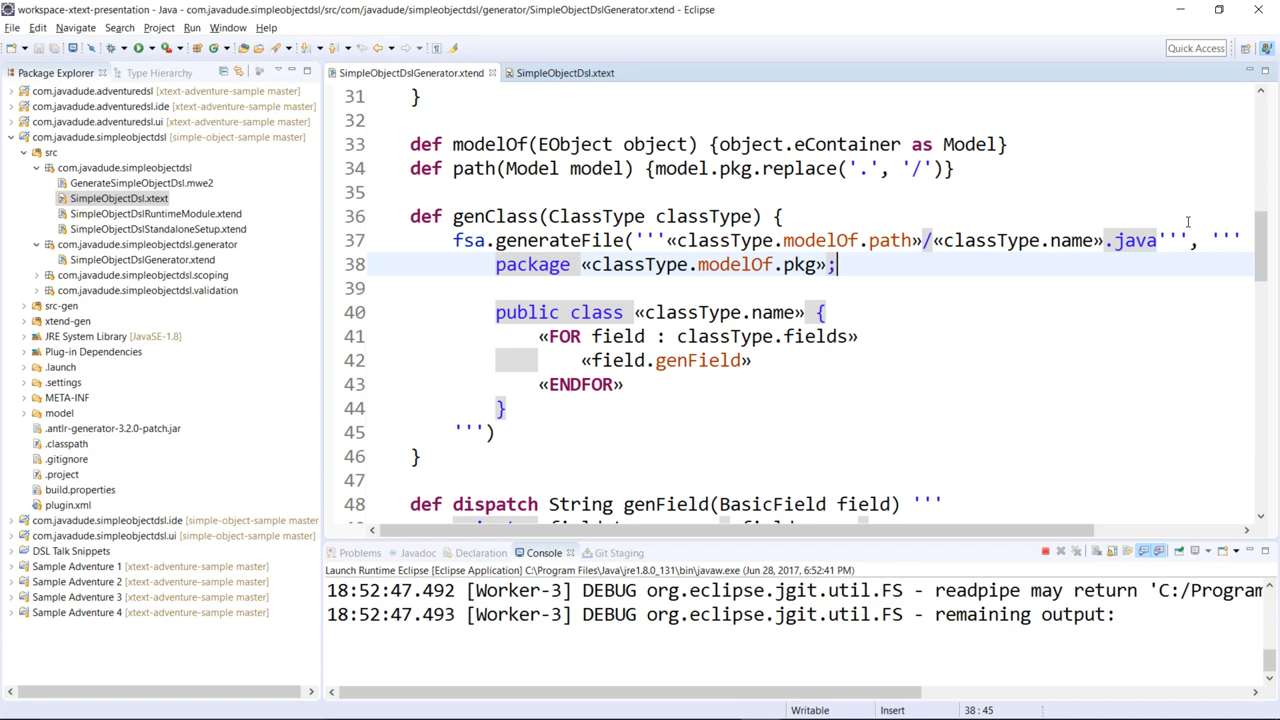 workspace-xtext-presentation - Java - com.javadude.simpleobjectdsl/src/com/javadude/simpleobjectdsl/generator/SimpleObjectDslGenerator.xtend - Eclipse
File Edit Navigate Search Project Run Window Help
Quick Access
Package Explorer Type Hierarchy
com.javadude.adventuredsl [xtext-adventure-sample master]
com.javadude.adventuredsl.ide [xtext-adventure-sample master]
com.javadude.adventuredsl.ui [xtext-adventure-sample master]
com.javadude.simpleobjectdsl [simple-object-sample master]
src
com.javadude.simpleobjectdsl
GenerateSimpleObjectDsl.mwe2
SimpleObjectDsl.xtext
SimpleObjectDslRuntimeModule.xtend
SimpleObjectDslStandaloneSetup.xtend
com.javadude.simpleobjectdsl.generator
SimpleObjectDslGenerator.xtend
com.javadude.simpleobjectdsl.scoping
com.javadude.simpleobjectdsl.validation
src-gen
xtend-gen
JRE System Library [JavaSE-1.8]
Plug-in Dependencies
.launch
.settings
META-INF
model
.antlr-generator-3.2.0-patch.jar
.classpath
.gitignore
.project
build.properties
plugin.xml
com.javadude.simpleobjectdsl.ide [simple-object-sample master
com.javadude.simpleobjectdsl.ui [simple-object-sample master]
DSL Talk Snippets
Sample Adventure 1 [xtext-adventure-sample master]
Sample Adventure 2 [xtext-adventure-sample master]
Sample Adventure 3 [xtext-adventure-sample master]
Sample Adventure 4 [xtext-adventure-sample master]
SimpleObjectDslGenerator.xtend SimpleObjectDsl.xtext
31 }
32
33 def modelOf(EObject object) {object.eContainer as Model}
34 def path(Model model) {model.pkg.replace('.', '/')}
35
36 def genClass(ClassType classType) {
37 fsa.generateFile('''«classType.modelOf.path»/«classType.name».java''', '''
38 package «classType.modelOf.pkg»;
39
40 public class «classType.name» {
41 «FOR field : classType.fields»
42 «field.genField»
43 «ENDFOR»
44 }
45 ''')
46 }
47
48 def dispatch String genField(BasicField field) '''
Problems Javadoc Declaration Console Git Staging
Launch Runtime Eclipse [Eclipse Application] C:\Program Files\Java\jre1.8.0_131\bin\javaw.exe (Jun 28, 2017, 6:52:41 PM)
18:52:47.492 [Worker-3] DEBUG org.eclipse.jgit.util.FS - readpipe may return 'C:/Program
18:52:47.493 [Worker-3] DEBUG org.eclipse.jgit.util.FS - remaining output:
Writable Insert 38:45